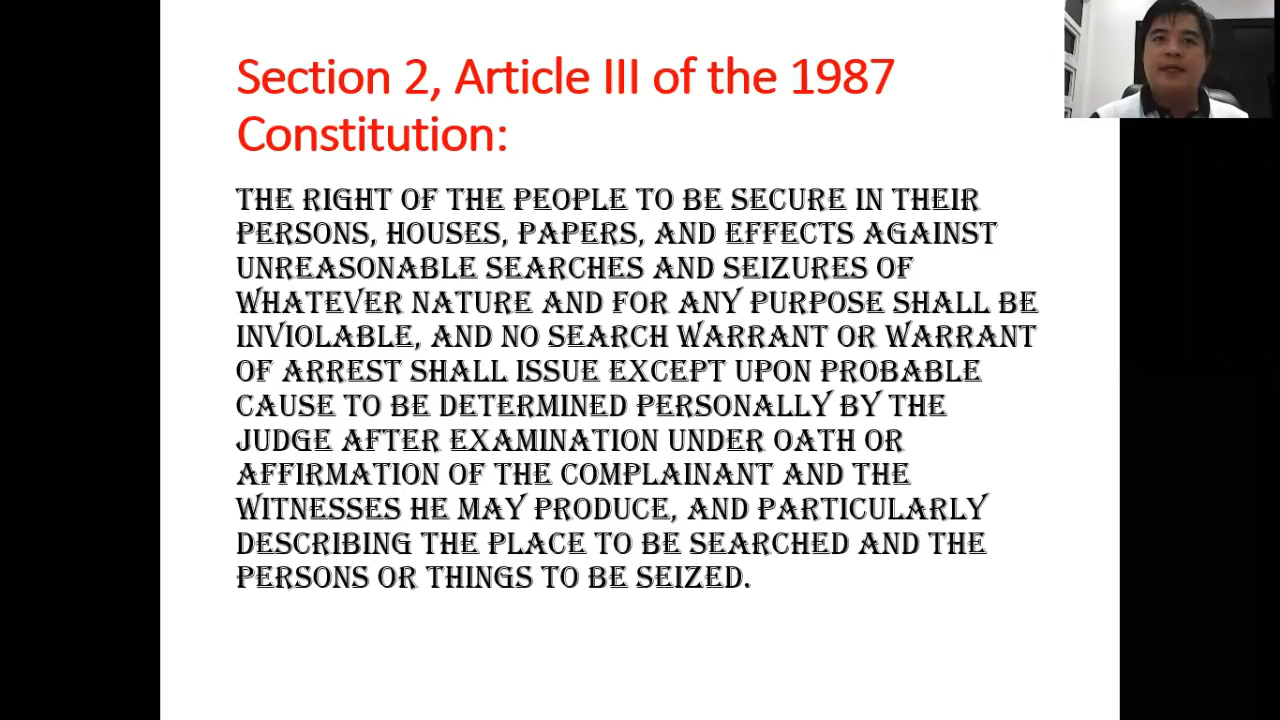 Section 2, Article III of the 1987
Constitution:
THE RIGHT OF THE PEOPLE TO BE SECURE IN THEIR
PERSONS, HOUSES, PAPERS, AND EFFECTS AGAINST
UNREASONABLE SEARCHES AND SEIZURES OF
WHATEVER NATURE AND FOR ANY PURPOSE SHALL BE
INVIOLABLE, AND NO SEARCH WARRANT OR WARRANT
OF ARREST SHALL ISSUE EXCEPT UPON PROBABLE
CAUSE TO BE DETERMINED PERSONALLY BY THE
JUDGE AFTER EXAMINATION UNDER OATH OR
AFFIRMATION OF THE COMPLAINANT AND THE
WITNESSES HE MAY PRODUCE, AND PARTICULARLY
DESCRIBING THE PLACE TO BE SEARCHED AND THE
PERSONS OR THINGS TO BE SEIZED.